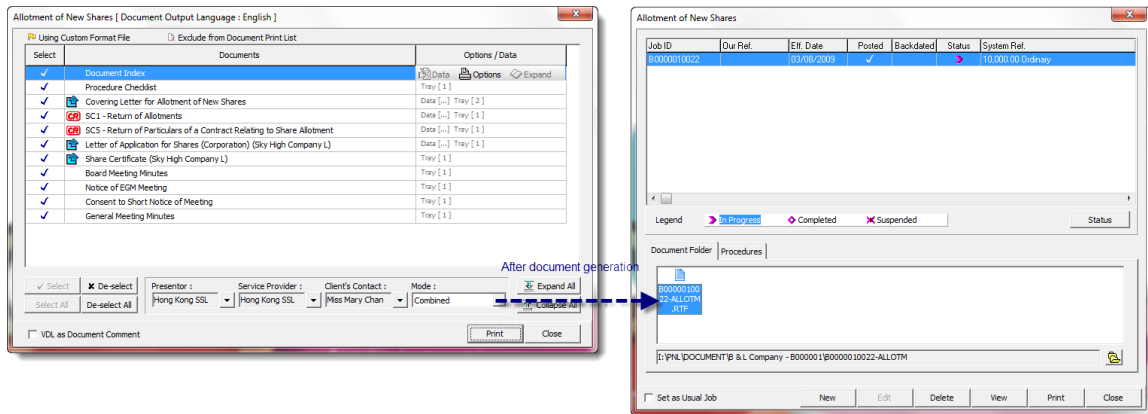 Allotment of New Shares [ Document Output Language : English ]
Using Custom Format File Exclude from Document Print List
Select Documents Options / Data
Document Index Data Options Expand
Procedure Checklist Tray [ 1 ]
Covering Letter for Allotment of New Shares Data [...] Tray [ 2 ]
CR SC1 - Return of Allotments Data [...] Tray [ 1 ]
CR SC5 - Return of Particulars of a Contract Relating to Share Allotment Data [...] Tray [ 1 ]
Letter of Application for Shares (Corporation) (Sky High Company L) Data [...] Tray [ 1 ]
Share Certificate (Sky High Company L) Tray [ 1 ]
Board Meeting Minutes Tray [ 1 ]
Notice of EGM Meeting Tray [ 1 ]
Consent to Short Notice of Meeting Tray [ 1 ]
General Meeting Minutes Tray [ 1 ]
Select De-select Presentor : Service Provider : Client's Contact : Mode : Expand All
Select All De-select All Hong Kong SSL Hong Kong SSL Miss Mary Chan Combined Collapse All
VDL as Document Comment Print Close
After document generation
Allotment of New Shares
Job ID Our Ref. Eff. Date Posted Backdated Status System Ref.
B0000010022 03/08/2009 10,000.00 Ordinary
Legend In Progress Completed Suspended Status
Document Folder Procedures
B00000100
22-ALLOTM
.RTF
I:\PNL\DOCUMENT\B & L Company - B000001\B0000010022-ALLOTM
Set as Usual Job New Edit Delete View Print Close